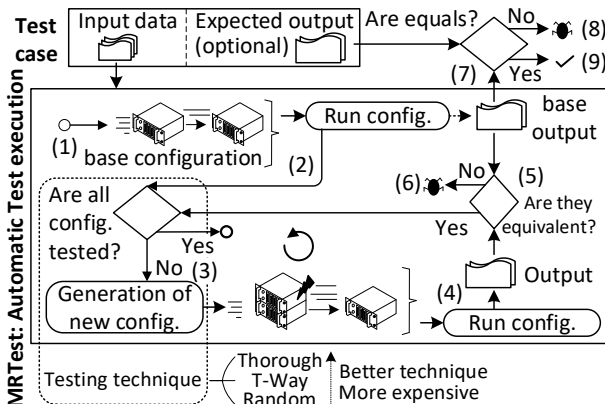 Test case
Input data
Expected output (optional)
Are equals?
No
(8)
Yes
(9)
(7)
MRTest: Automatic Test execution
(1)
base configuration
Run config.
base output
(2)
(6)
No
(5)
Are they equivalent?
Yes
Are all config. tested?
Yes
No
(3)
Generation of new config.
(4)
Output
Run config.
Testing technique
Thorough
T-Way
Random
Better technique
More expensive